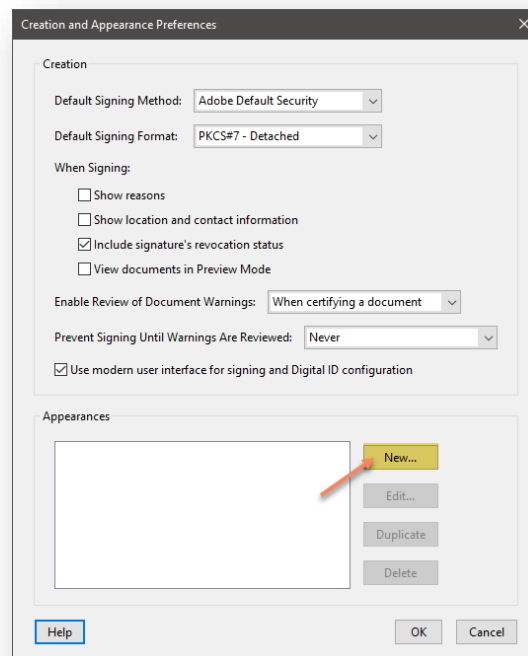 Creation and Appearance Preferences
Creation
Default Signing Method: Adobe Default Security
Default Signing Format: PKCS#7 - Detached
When Signing:
Show reasons
Show location and contact information
Include signature's revocation status
View documents in Preview Mode
Enable Review of Document Warnings: When certifying a document
Prevent Signing Until Warnings Are Reviewed: Never
Use modern user interface for signing and Digital ID configuration
Appearances
New...
Edit...
Duplicate
Delete
Help OK Cancel